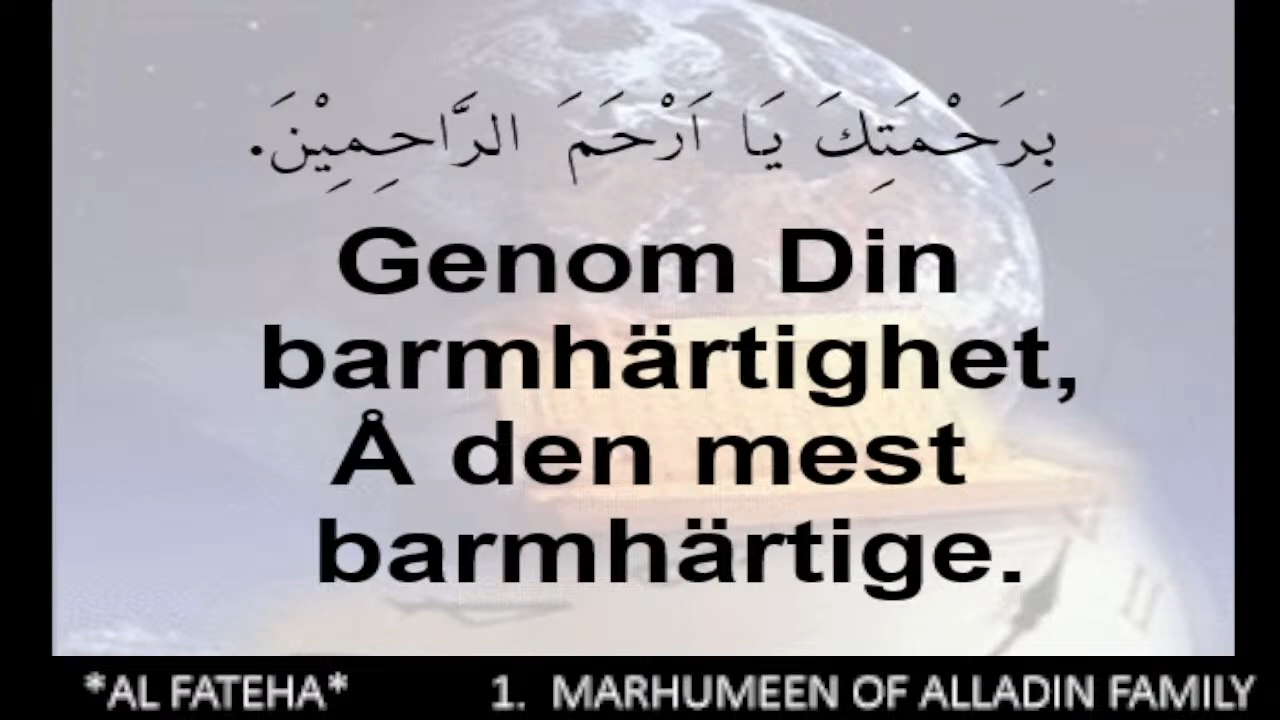 بِرَحْمَتِكَ يَا اَرْحَمَ الرَّاحِمِيْنَ.
Genom Din
barmhärtighet,
Å den mest
barmhärtige.
*AL FATEHA* 1. MARHUMEEN OF ALLADIN FAMILY